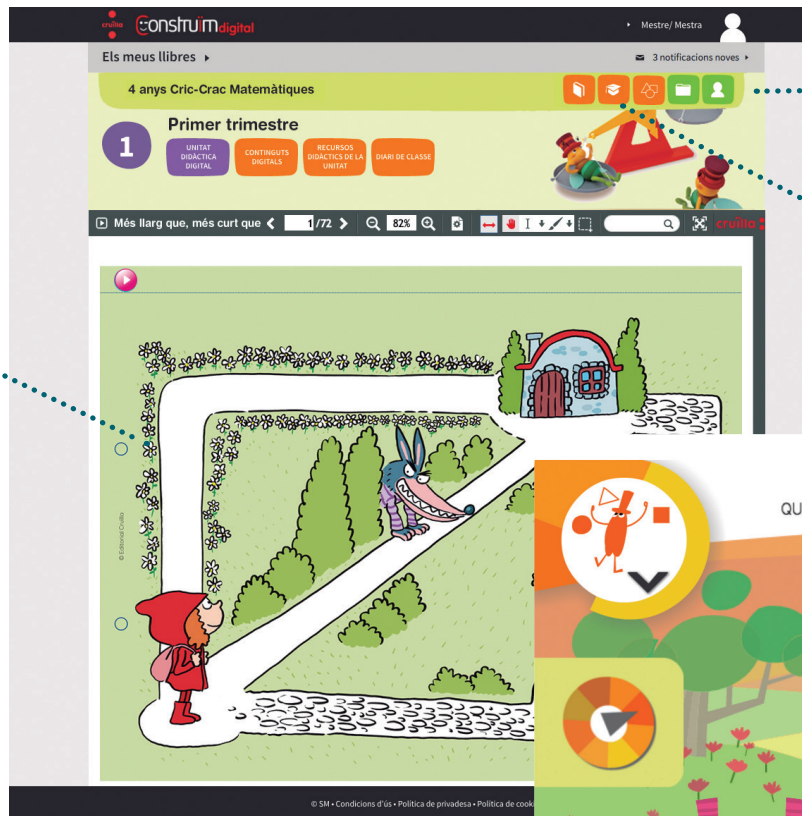 cruïlla Construïm digital
Mestre/ Mestra
Els meus llibres
3 notificacions noves
4 anys Cric-Crac Matemàtiques
1
Primer trimestre
UNITAT
DIDÀCTICA
DIGITAL
CONTINGUTS
DIGITALS
RECURSOS
DIDÀCTICS DE LA
UNITAT
DIARI DE CLASSE
Més llarg que, més curt que 1 /72 82% cruïlla
© Editorial Cruïlla
QU
© SM • Condicions d'ús • Política de privadesa • Política de cooki